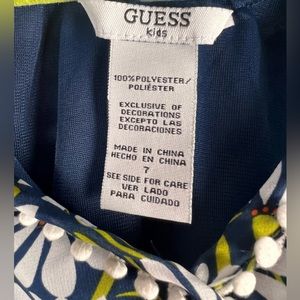 GUESS
kids
100% POLYESTER/
POLIÉSTER
EXCLUSIVE OF
DECORATIONS
EXCEPTO LAS
DECORACIONES
MADE IN CHINA
HECHO EN CHINA
7
SEE SIDE FOR CARE
VER LADO
PARA CUIDADO